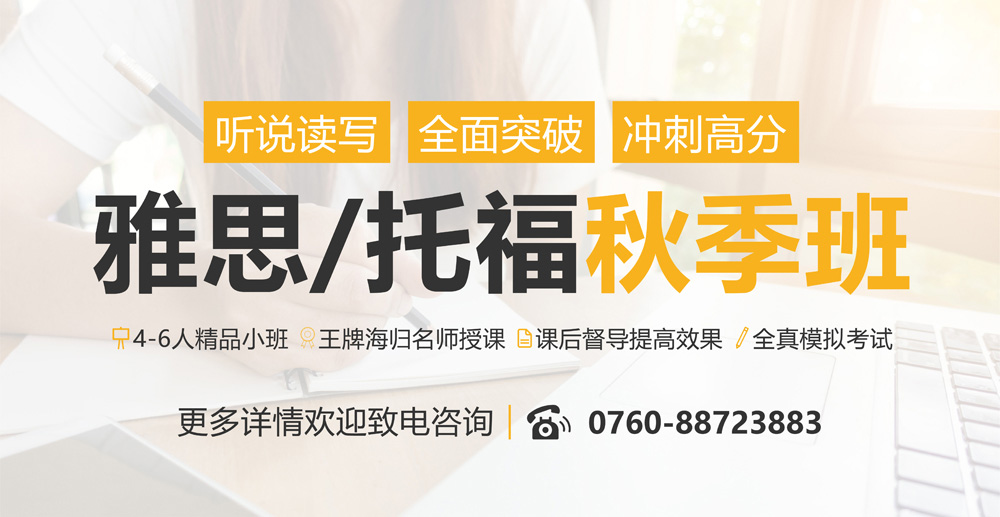 听说读写 全面突破 冲刺高分
雅思/托福秋季班
4-6人精品小班 王牌海归名师授课 课后督导提高效果 全真模拟考试
更多详情欢迎致电咨询 0760-88723883